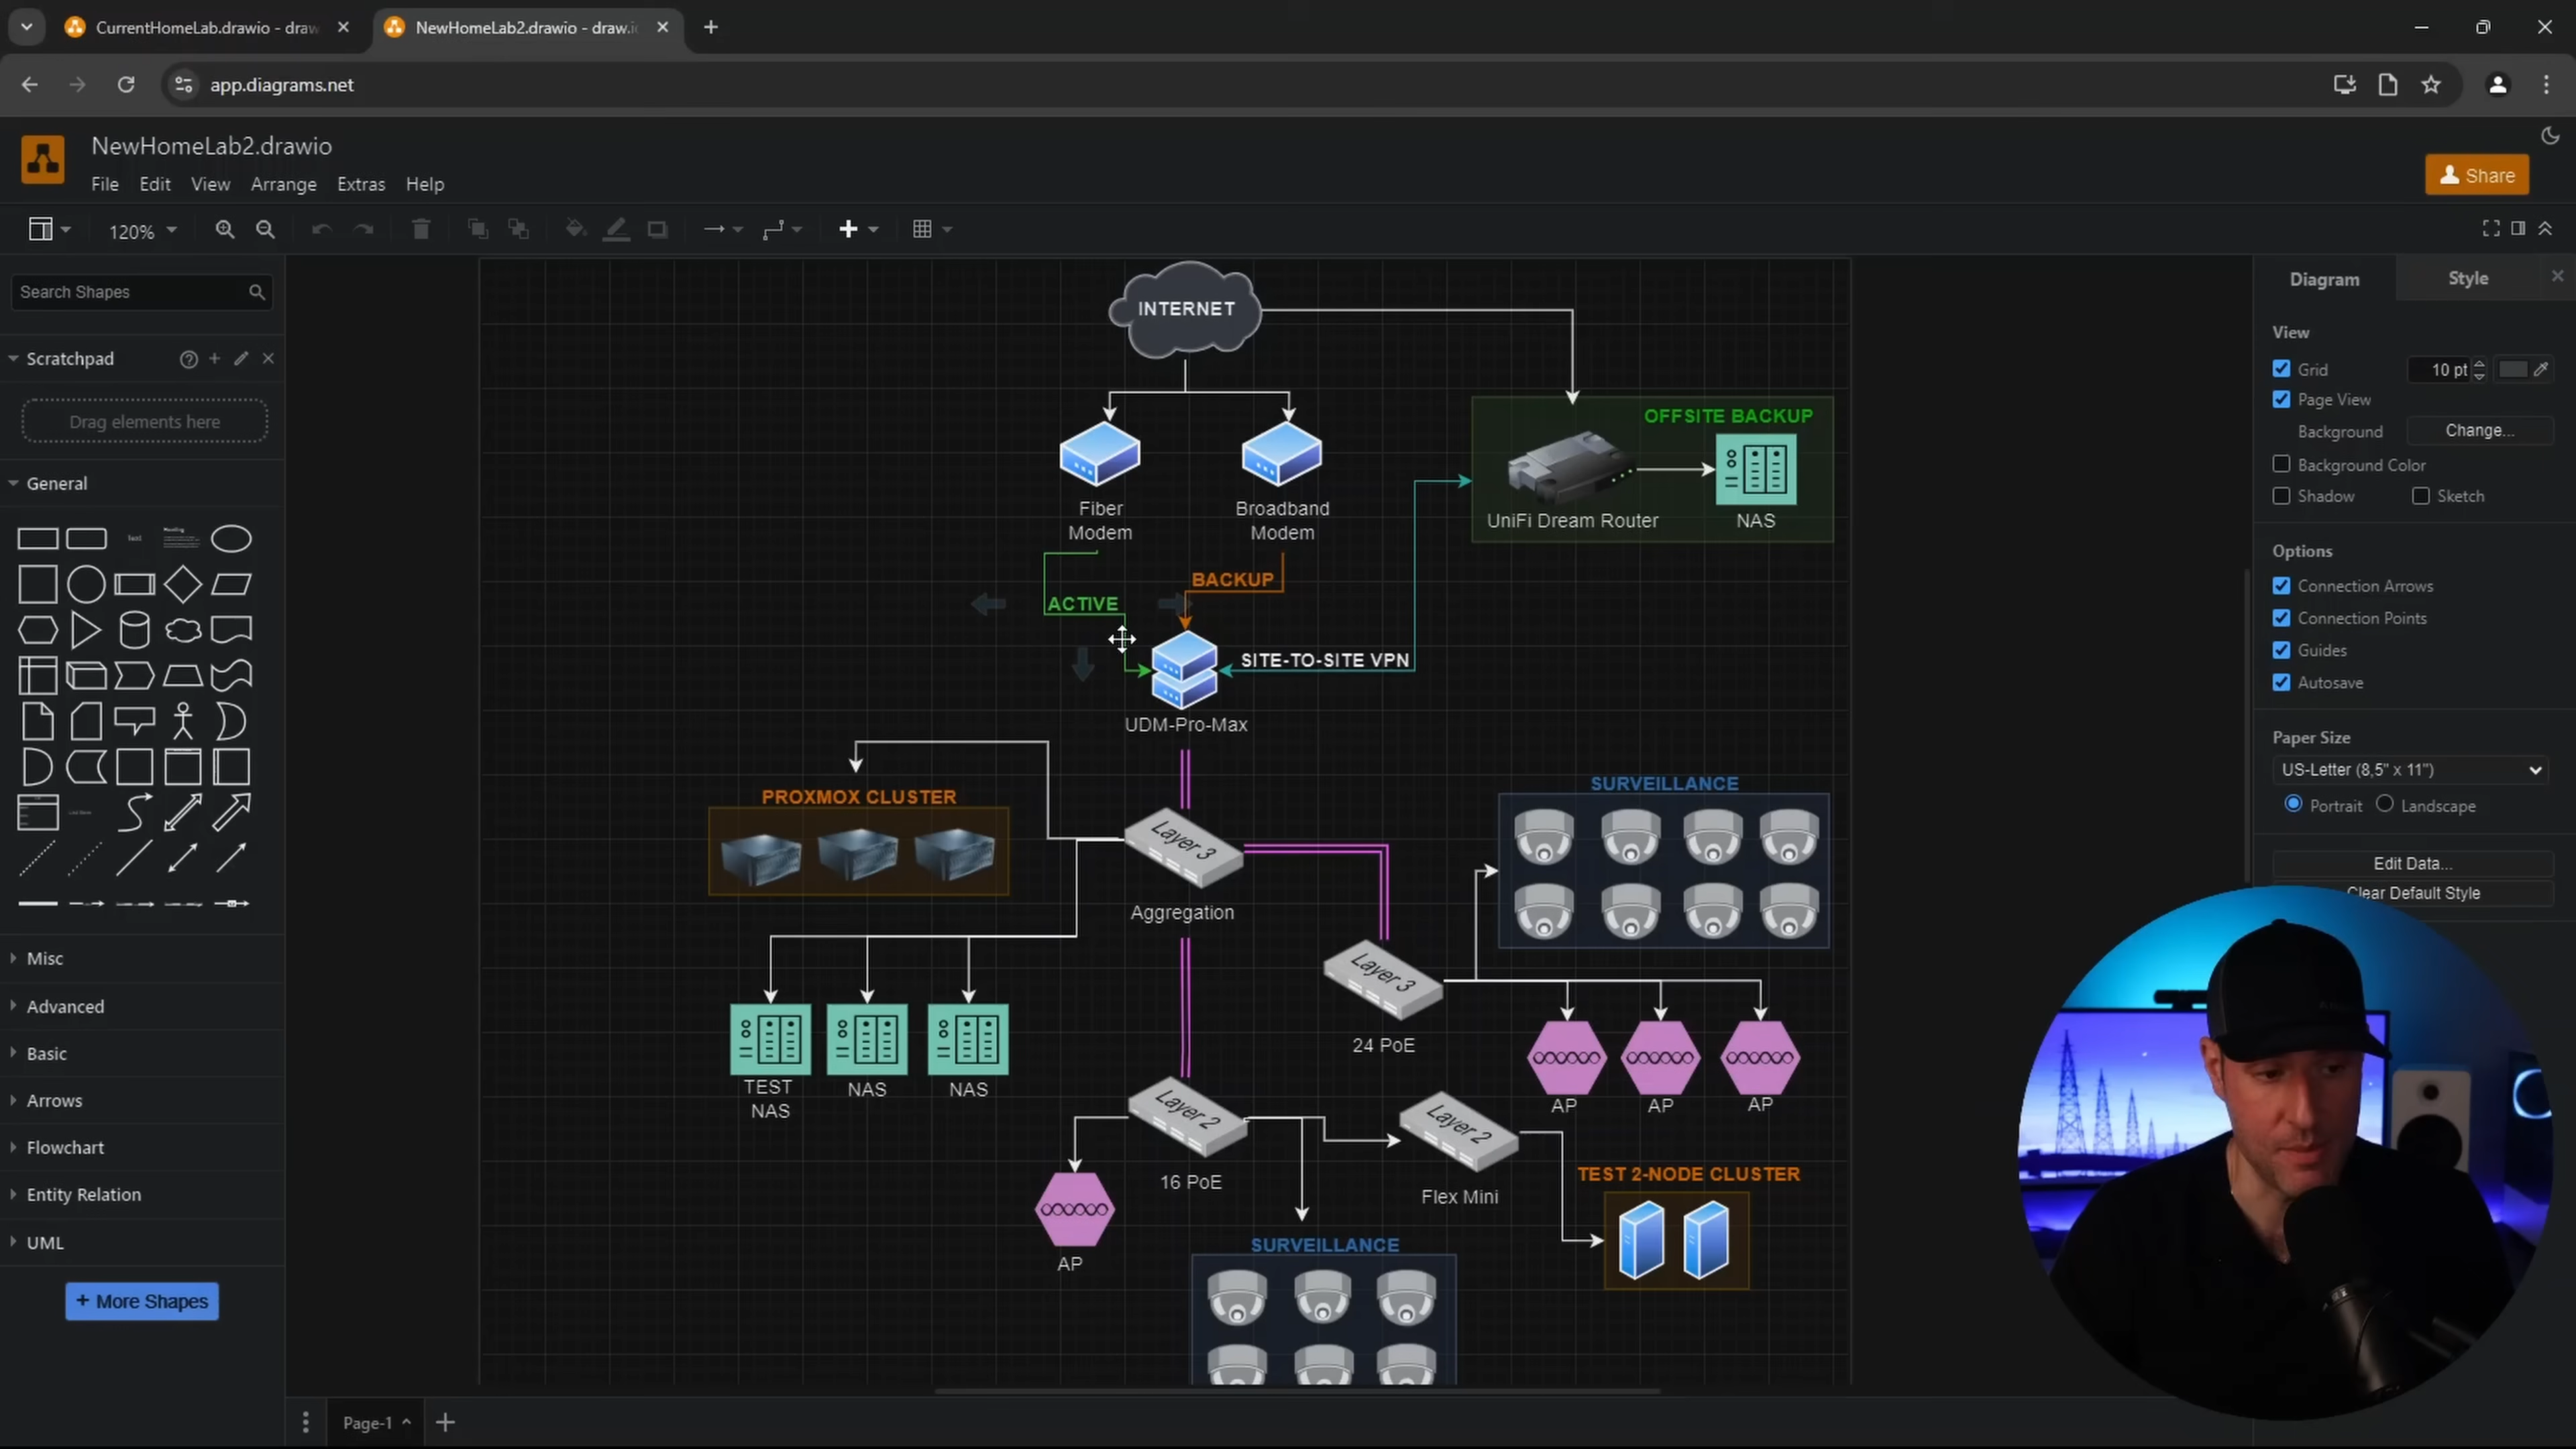 CurrentHomeLab.drawio - draw
NewHomeLab2.drawio - draw.i
app.diagrams.net
NewHomeLab2.drawio
File Edit View Arrange Extras Help
Share
120%
Search Shapes
Scratchpad
Drag elements here
General
Text
Heading
List Item
Misc
Advanced
Basic
Arrows
Flowchart
Entity Relation
UML
+ More Shapes
INTERNET
Fiber
Modem
Broadband
Modem
OFFSITE BACKUP
UniFi Dream Router
NAS
BACKUP
ACTIVE
SITE-TO-SITE VPN
UDM-Pro-Max
PROXMOX CLUSTER
Layer 3
Aggregation
SURVEILLANCE
Layer 3
24 PoE
TEST
NAS
NAS
NAS
AP
AP
AP
Layer 2
16 PoE
Layer 2
Flex Mini
TEST 2-NODE CLUSTER
AP
SURVEILLANCE
Page-1
Diagram
Style
View
Grid
10 pt
Page View
Background
Change...
Background Color
Shadow
Sketch
Options
Connection Arrows
Connection Points
Guides
Autosave
Paper Size
US-Letter (8,5" x 11")
Portrait
Landscape
Edit Data...
Clear Default Style